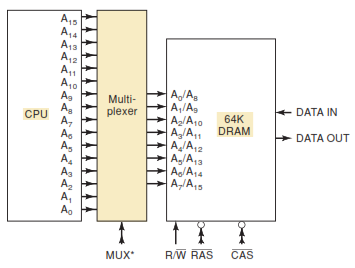 A15
A14
A13
A12
A11
A10
A9
A8
A7
A6
A5
A4
A3
A2
A1
A0
CPU
Multi-
plexer
A0/A8
A1/A9
A2/A10
A3/A11
A4/A12
A5/A13
A6/A14
A7/A15
64K
DRAM
DATA IN
DATA OUT
MUX*
R/W̅ R̅A̅S̅ C̅A̅S̅